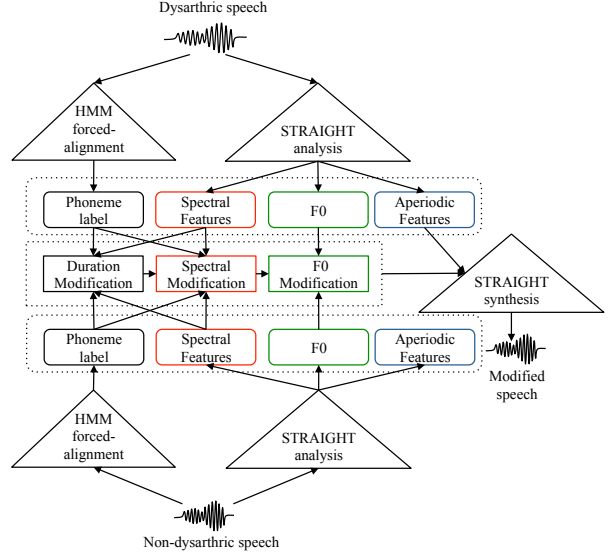 Dysarthric speech
HMM
forced-
alignment
STRAIGHT
analysis
Phoneme
label
Spectral
Features
F0
Aperiodic
Features
Duration
Modification
Spectral
Modification
F0
Modification
STRAIGHT
synthesis
Phoneme
label
Spectral
Features
F0
Aperiodic
Features
Modified
speech
HMM
forced-
alignment
STRAIGHT
analysis
Non-dysarthric speech